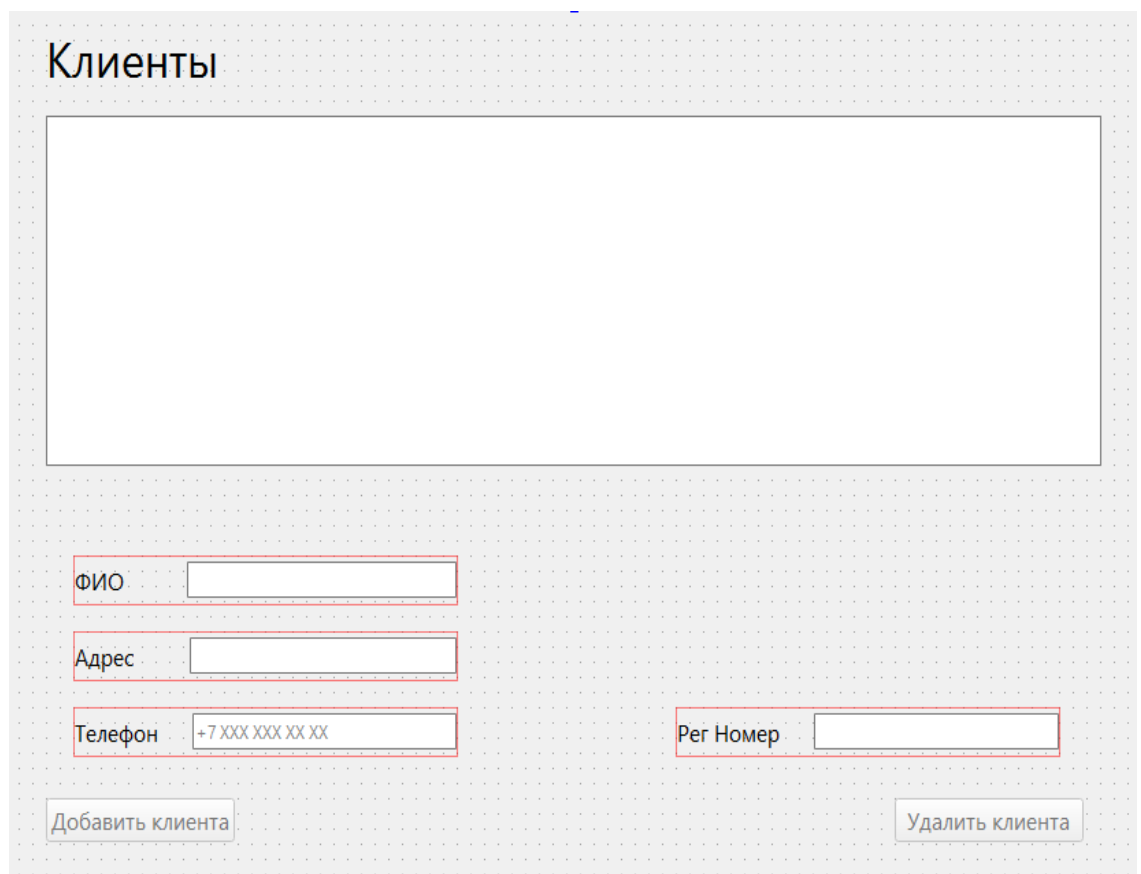 Клиенты
ФИО
Адрес
Телефон +7 XXX XXX XX XX
Рег Номер
Добавить клиента
Удалить клиента